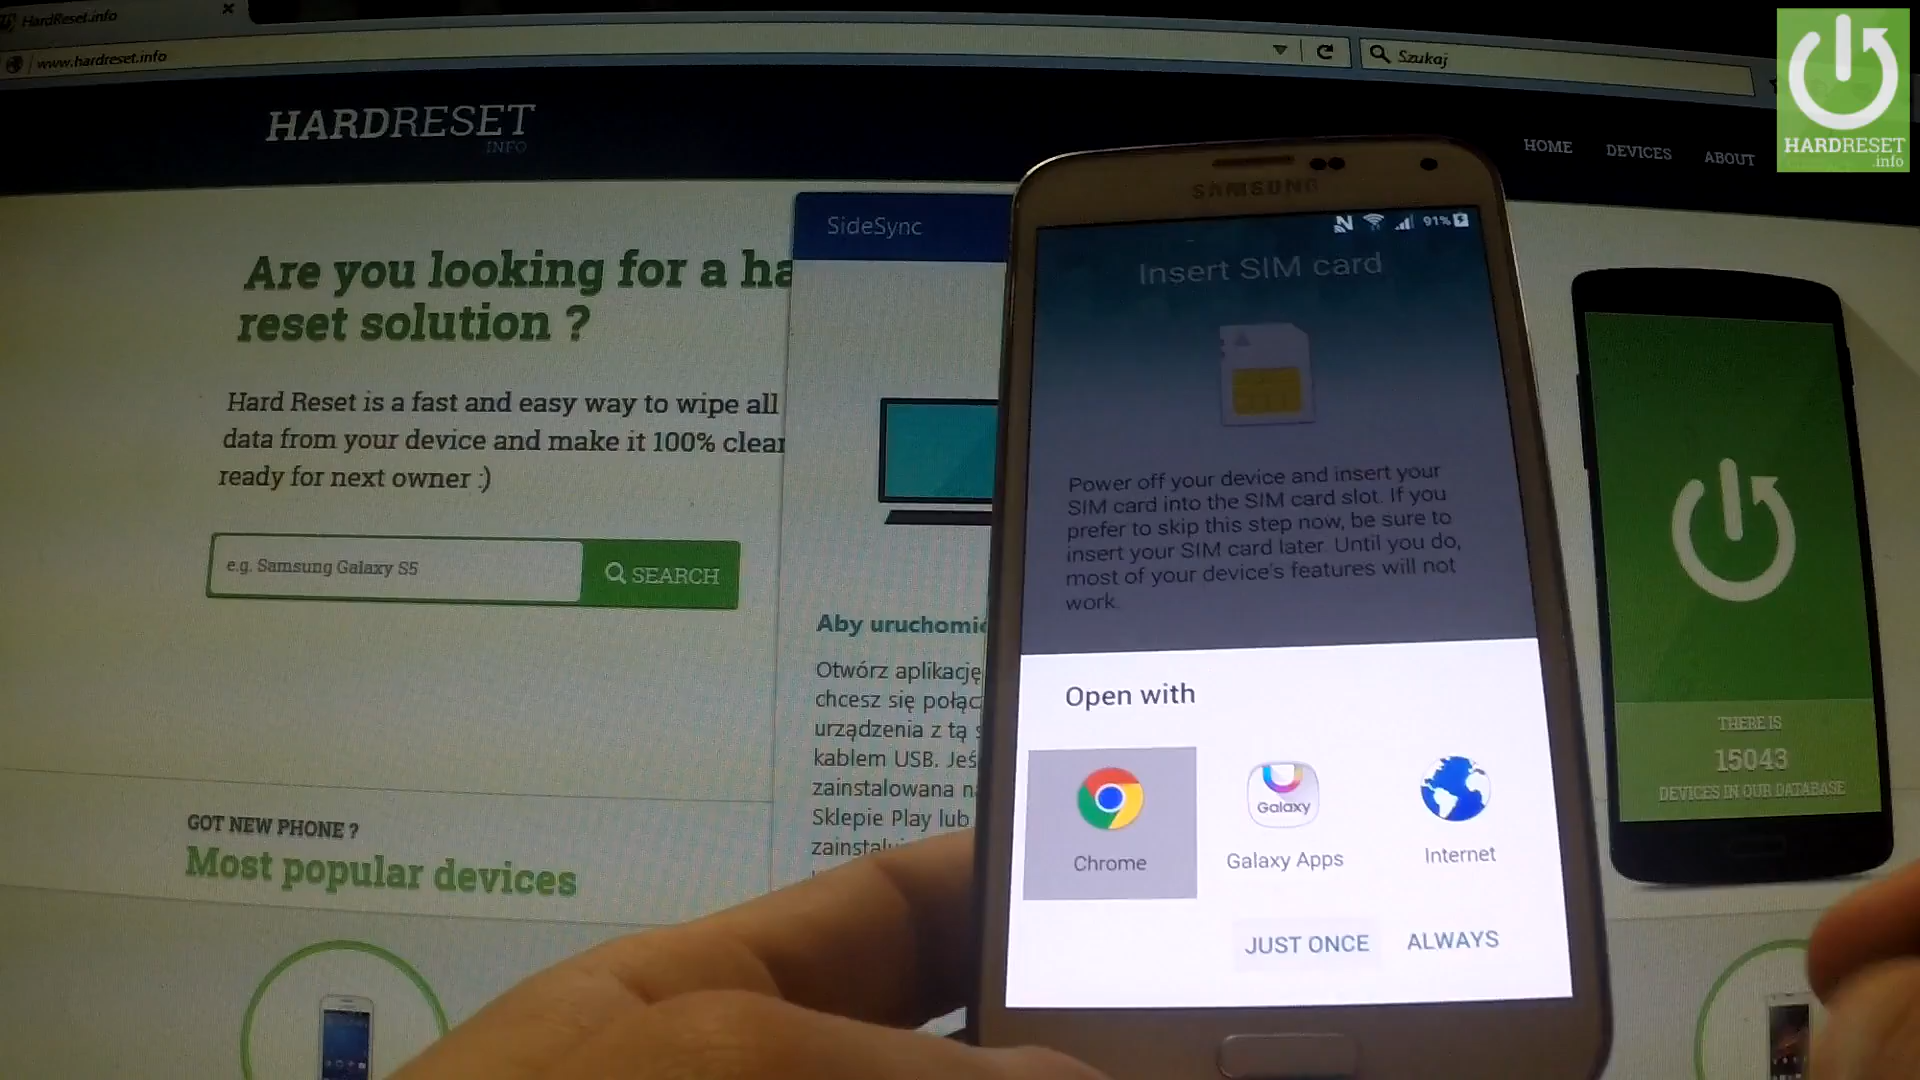 HardReset.info
www.hardreset.info
Szukaj
HARDRESET
INFO
HOME DEVICES ABOUT
HARDRESET
.info
Are you looking for a ha
reset solution ?
Hard Reset is a fast and easy way to wipe all
data from your device and make it 100% clear
ready for next owner :)
e.g. Samsung Galaxy S5
SEARCH
GOT NEW PHONE ?
Most popular devices
SideSync
Aby uruchomić
Otwórz aplikację
chcesz się połąc
urządzenia z tą s
kablem USB. Jeś
zainstalowana n
Sklepie Play lub
zainstalu
SAMSUNG
91%
Insert SIM card
Power off your device and insert your
SIM card into the SIM card slot. If you
prefer to skip this step now, be sure to
insert your SIM card later. Until you do,
most of your device's features will not
work.
Open with
Galaxy
Chrome
Galaxy Apps
Internet
JUST ONCE ALWAYS
THERE IS
15043
DEVICES IN OUR DATABASE